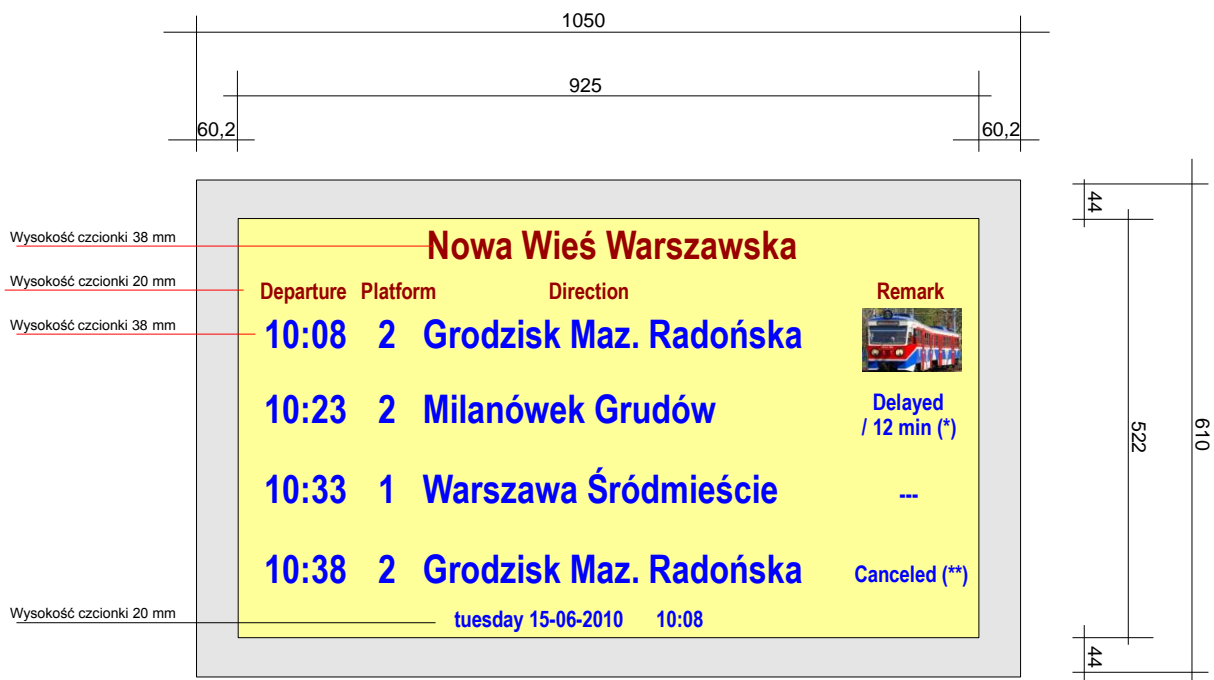 1050
925
60,2 60,2
44
Wysokość czcionki 38 mm Nowa Wieś Warszawska
Wysokość czcionki 20 mm Departure Platform Direction Remark
Wysokość czcionki 38 mm 10:08 2 Grodzisk Maz. Radońska
10:23 2 Milanówek Grudów Delayed
/ 12 min (*)
522 610
10:33 1 Warszawa Śródmieście ---
10:38 2 Grodzisk Maz. Radońska Canceled (**)
Wysokość czcionki 20 mm tuesday 15-06-2010 10:08
44